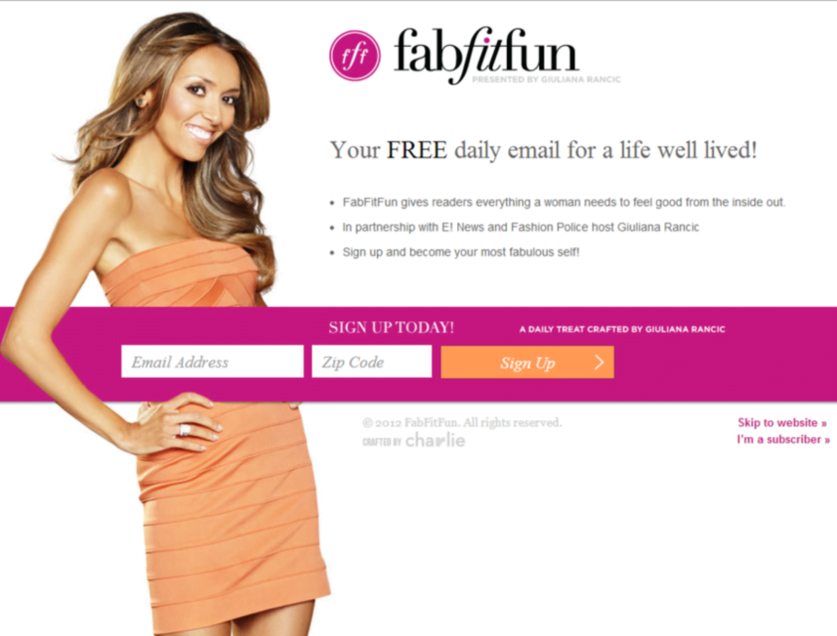 fff
fabfitfun
PRESENTED BY GIULIANA RANCIC
Your FREE daily email for a life well lived!
• FabFitFun gives readers everything a woman needs to feel good from the inside out.
• In partnership with E! News and Fashion Police host Giuliana Rancic
• Sign up and become your most fabulous self!
SIGN UP TODAY!
A DAILY TREAT CRAFTED BY GIULIANA RANCIC
Email Address
Zip Code
Sign Up
© 2012 FabFitFun. All rights reserved.
CRAFTED BY charlie
Skip to website »
I'm a subscriber »